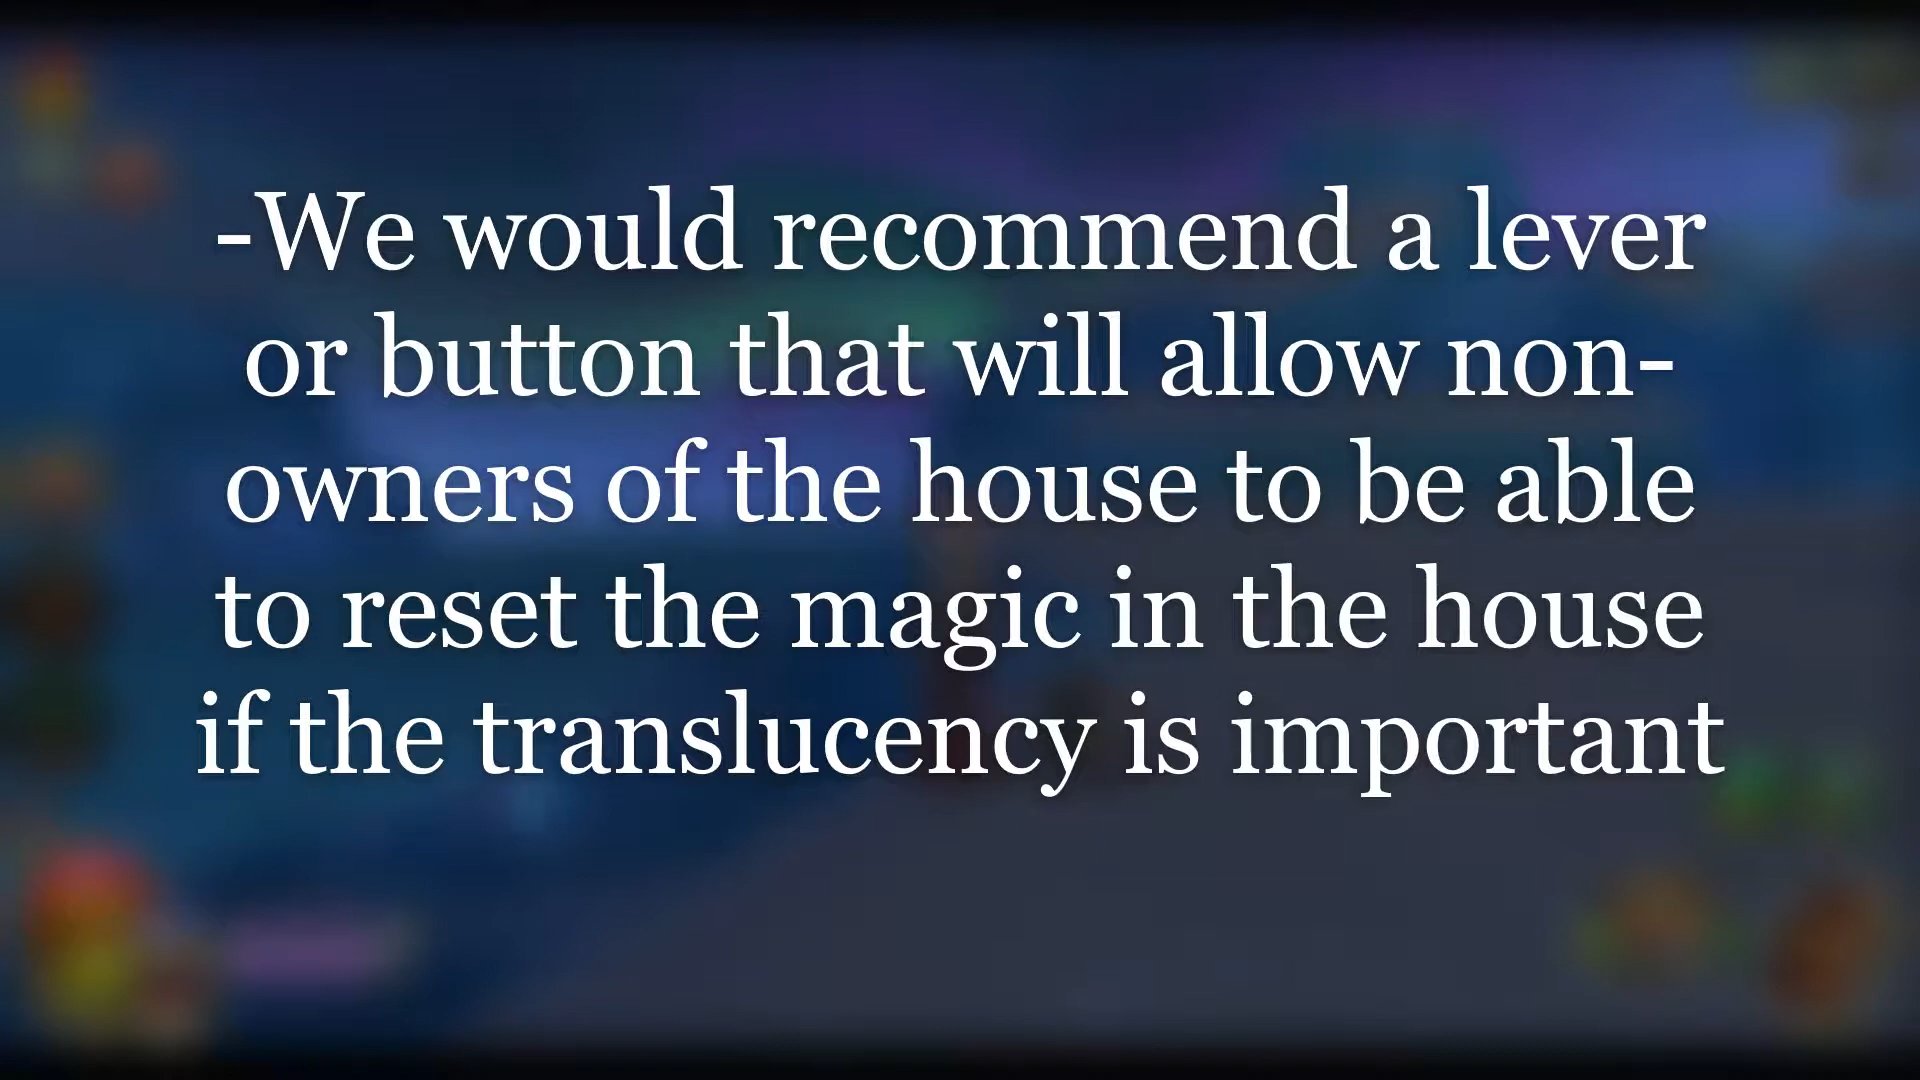 -We would recommend a lever
or button that will allow non-
owners of the house to be able
to reset the magic in the house
if the translucency is important